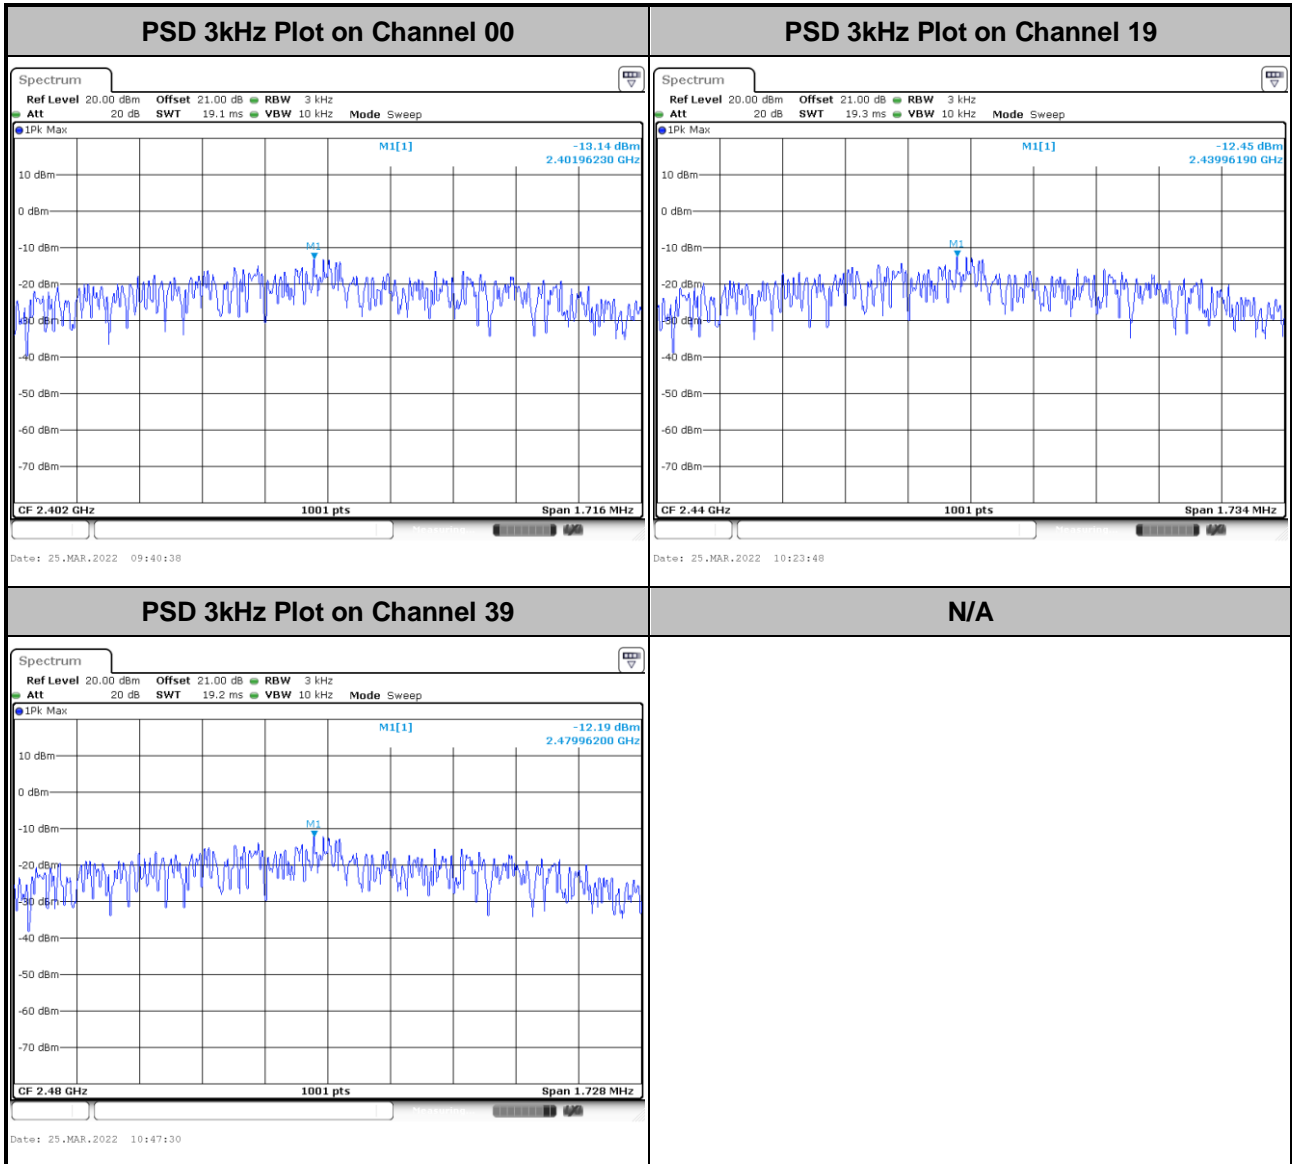 PSD 3kHz Plot on Channel 00
PSD 3kHz Plot on Channel 19
Spectrum
Ref Level 20.00 dBm Offset 21.00 dB RBW 3 kHz
Att 20 dB SWT 19.1 ms VBW 10 kHz Mode Sweep
1Pk Max
M1[1] -13.14 dBm
2.40196230 GHz
10 dBm
0 dBm
M1
-10 dBm
-20 dBm
-30 dBm
-40 dBm
-50 dBm
-60 dBm
-70 dBm
CF 2.402 GHz 1001 pts Span 1.716 MHz
Measuring
Date: 25.MAR.2022 09:40:38
Spectrum
Ref Level 20.00 dBm Offset 21.00 dB RBW 3 kHz
Att 20 dB SWT 19.3 ms VBW 10 kHz Mode Sweep
1Pk Max
M1[1] -12.45 dBm
2.43996190 GHz
10 dBm
0 dBm
M1
-10 dBm
-20 dBm
-30 dBm
-40 dBm
-50 dBm
-60 dBm
-70 dBm
CF 2.44 GHz 1001 pts Span 1.734 MHz
Measuring
Date: 25.MAR.2022 10:23:48
PSD 3kHz Plot on Channel 39
N/A
Spectrum
Ref Level 20.00 dBm Offset 21.00 dB RBW 3 kHz
Att 20 dB SWT 19.2 ms VBW 10 kHz Mode Sweep
1Pk Max
M1[1] -12.19 dBm
2.47996200 GHz
10 dBm
0 dBm
M1
-10 dBm
-20 dBm
-30 dBm
-40 dBm
-50 dBm
-60 dBm
-70 dBm
CF 2.48 GHz 1001 pts Span 1.728 MHz
Measuring
Date: 25.MAR.2022 10:47:30